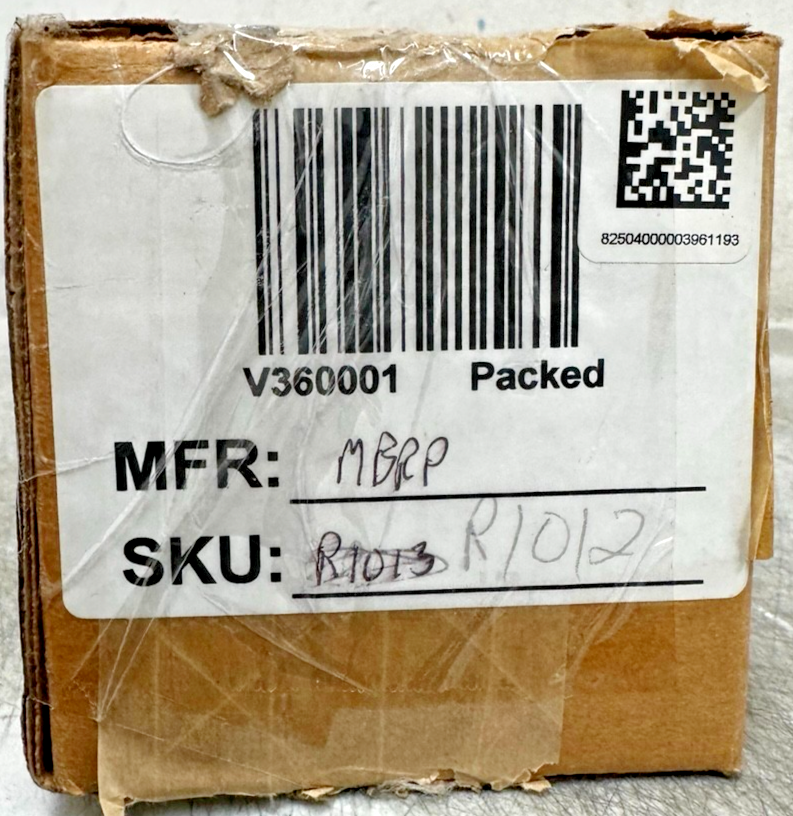 82504000003961193
V360001 Packed
MFR: MBRP
SKU: R1013 R1012